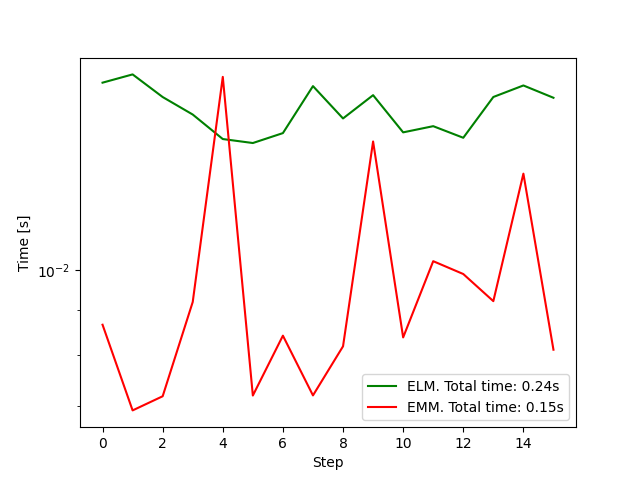 Time [s]
10⁻²
0 2 4 6 8 10 12 14
Step
ELM. Total time: 0.24s
EMM. Total time: 0.15s